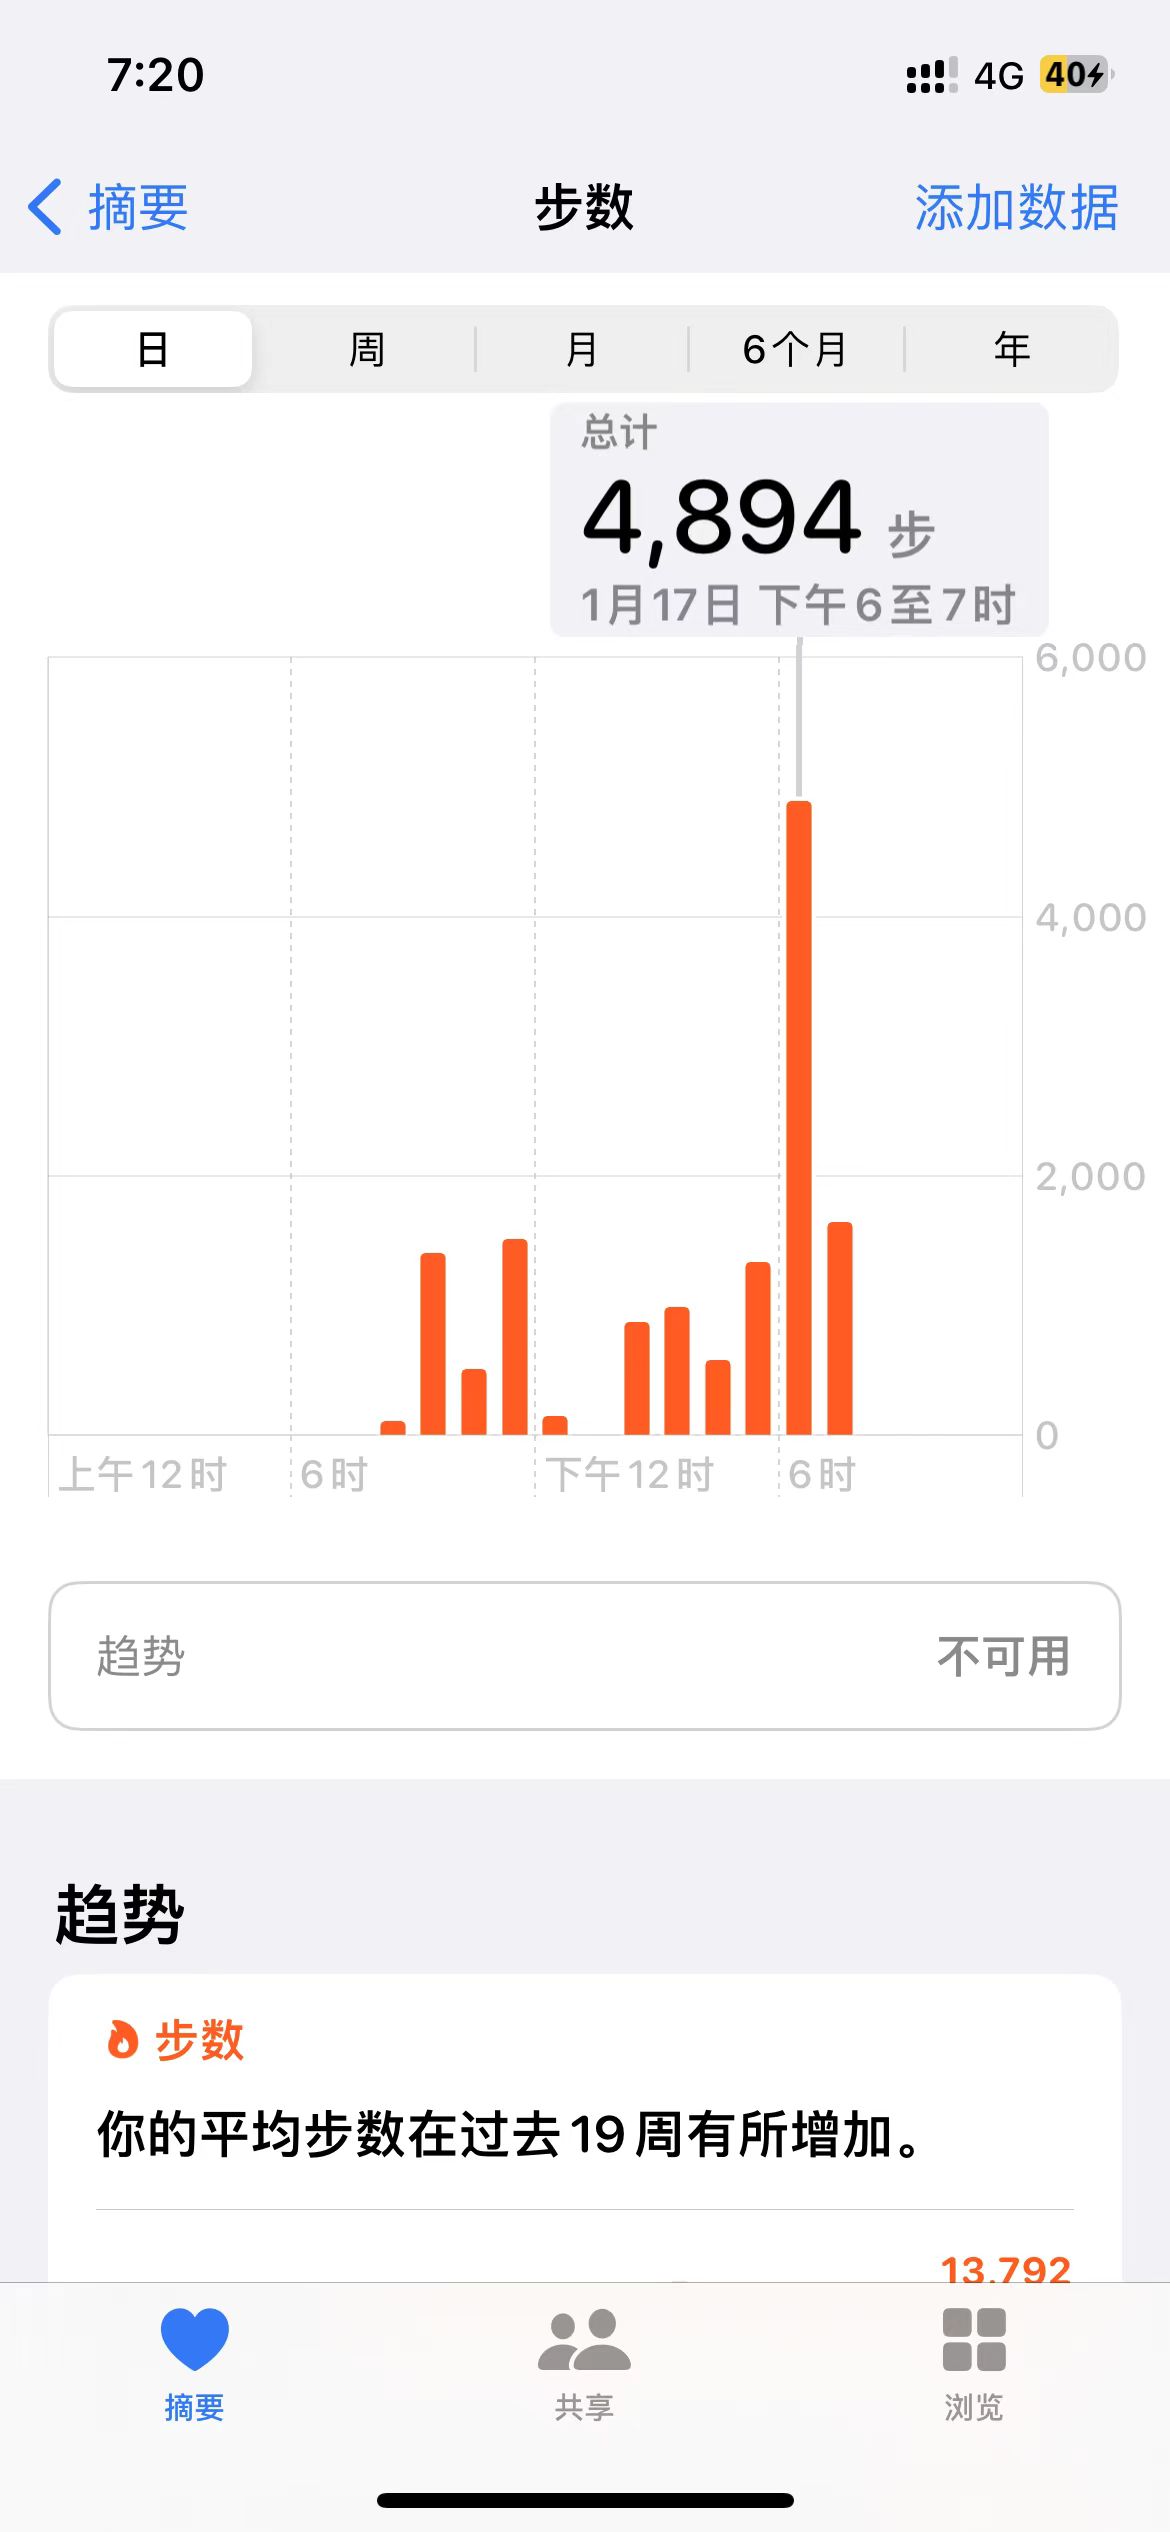 7:20
4G 40
摘要 步数 添加数据
日 周 月 6个月 年
总计
4,894 步
1月17日 下午6至7时
6,000
4,000
2,000
0
上午12时 6时 下午12时 6时
趋势 不可用
趋势
步数
你的平均步数在过去19周有所增加。
13,792
摘要 共享 浏览